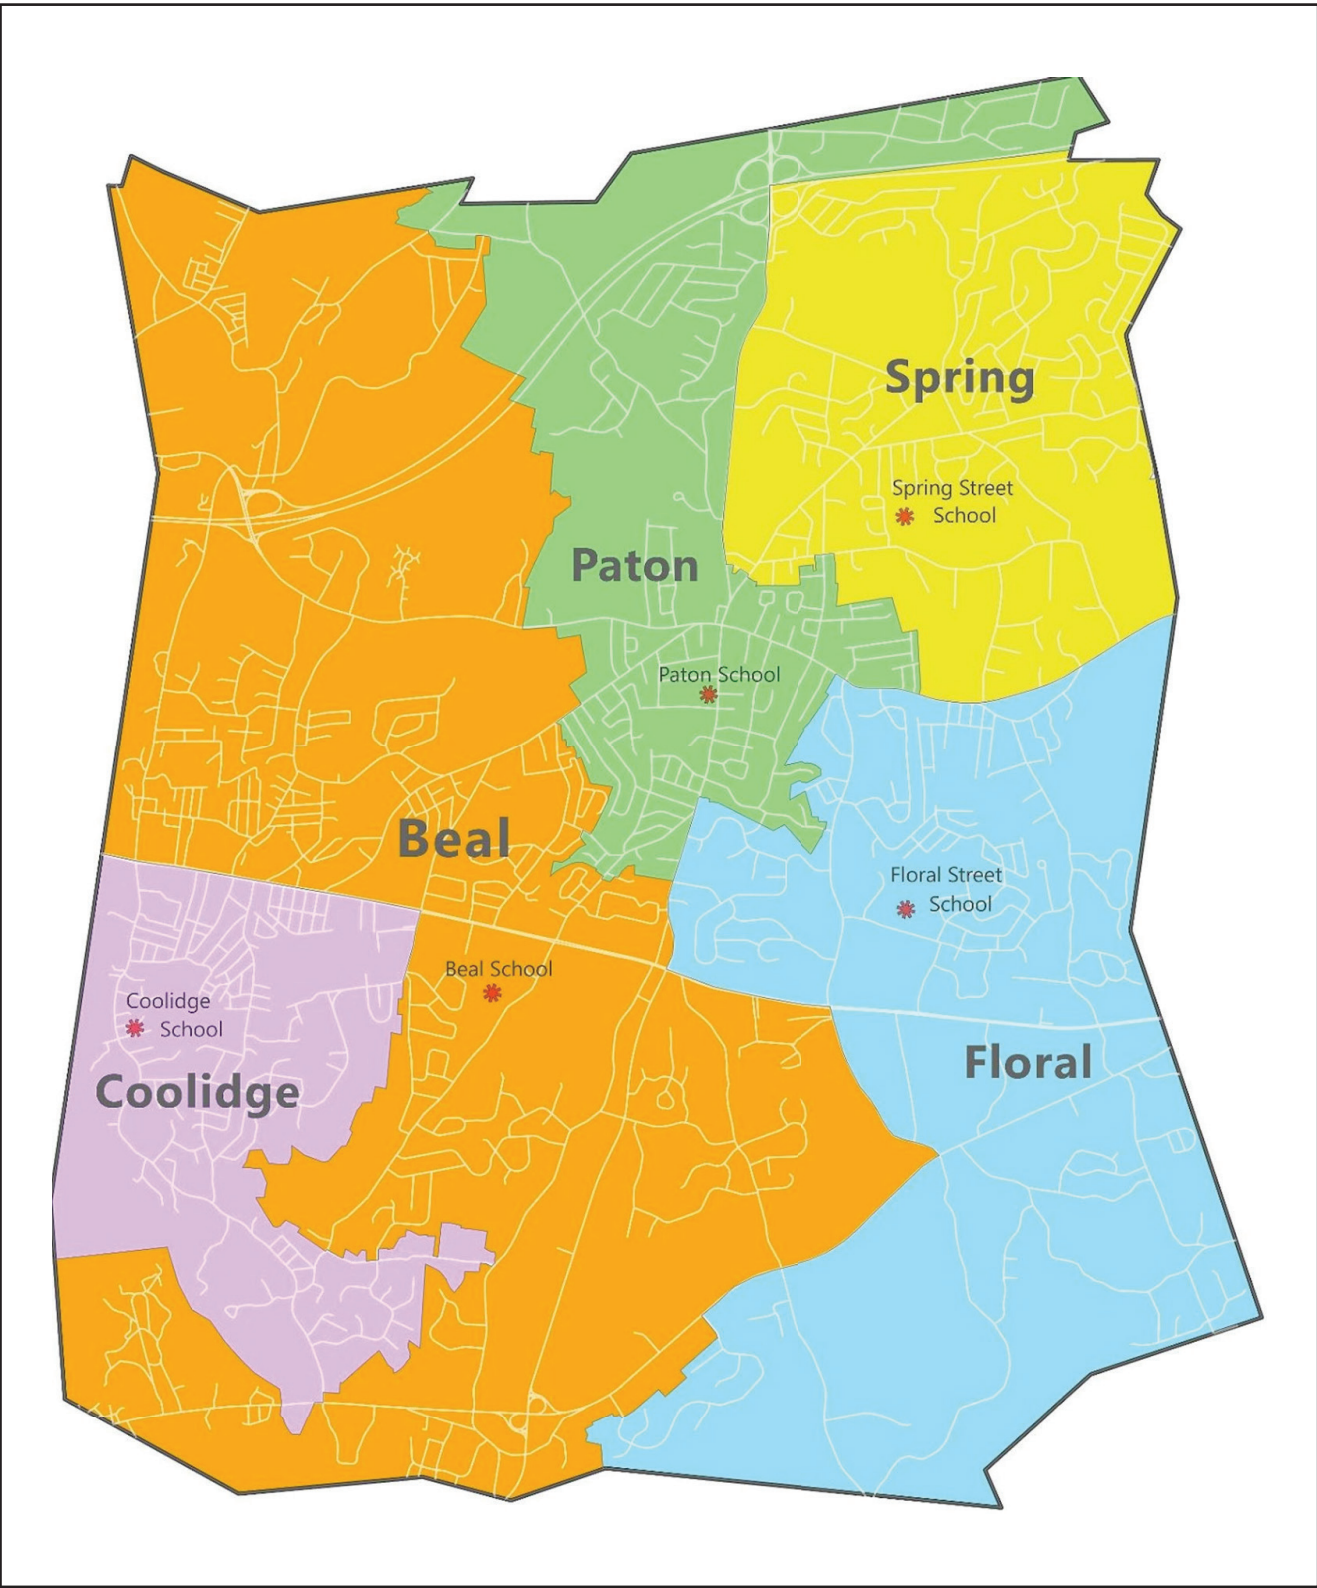 Spring
Spring Street
School
Paton
Paton School
Beal
Floral Street
School
Beal School
Coolidge
School
Floral
Coolidge